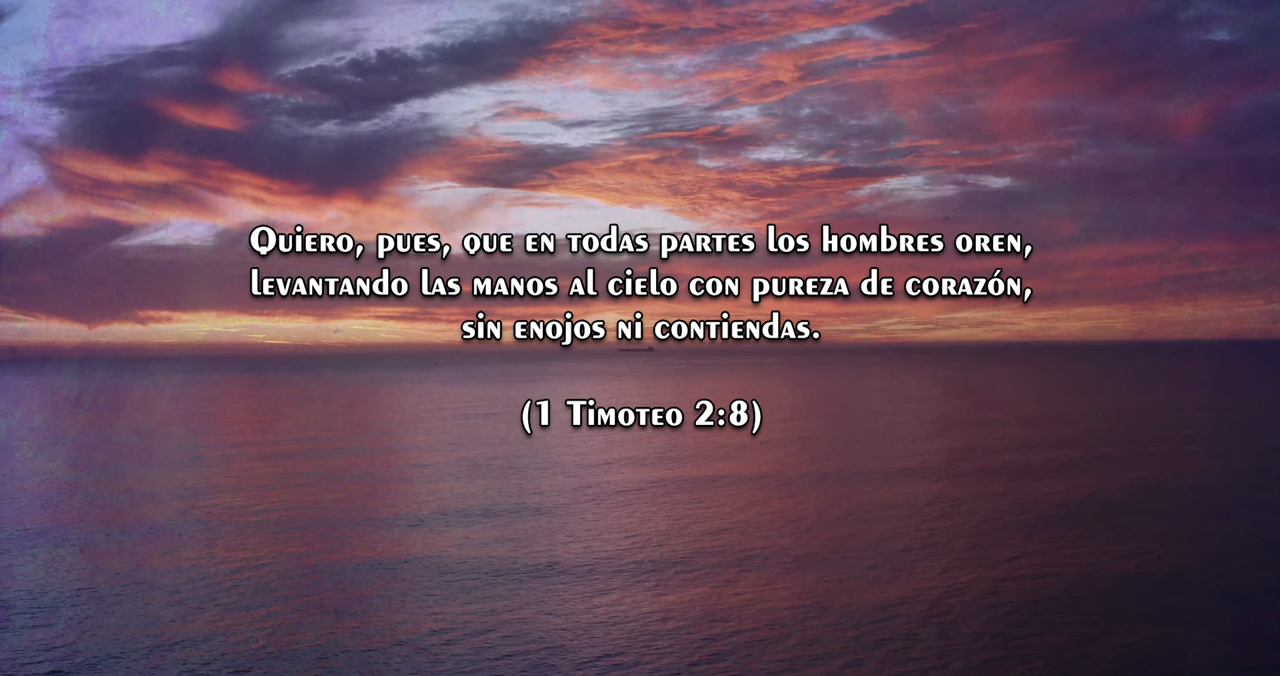 Quiero, pues, que en todas partes los hombres oren,
levantando las manos al cielo con pureza de corazón,
sin enojos ni contiendas.
(1 Timoteo 2:8)